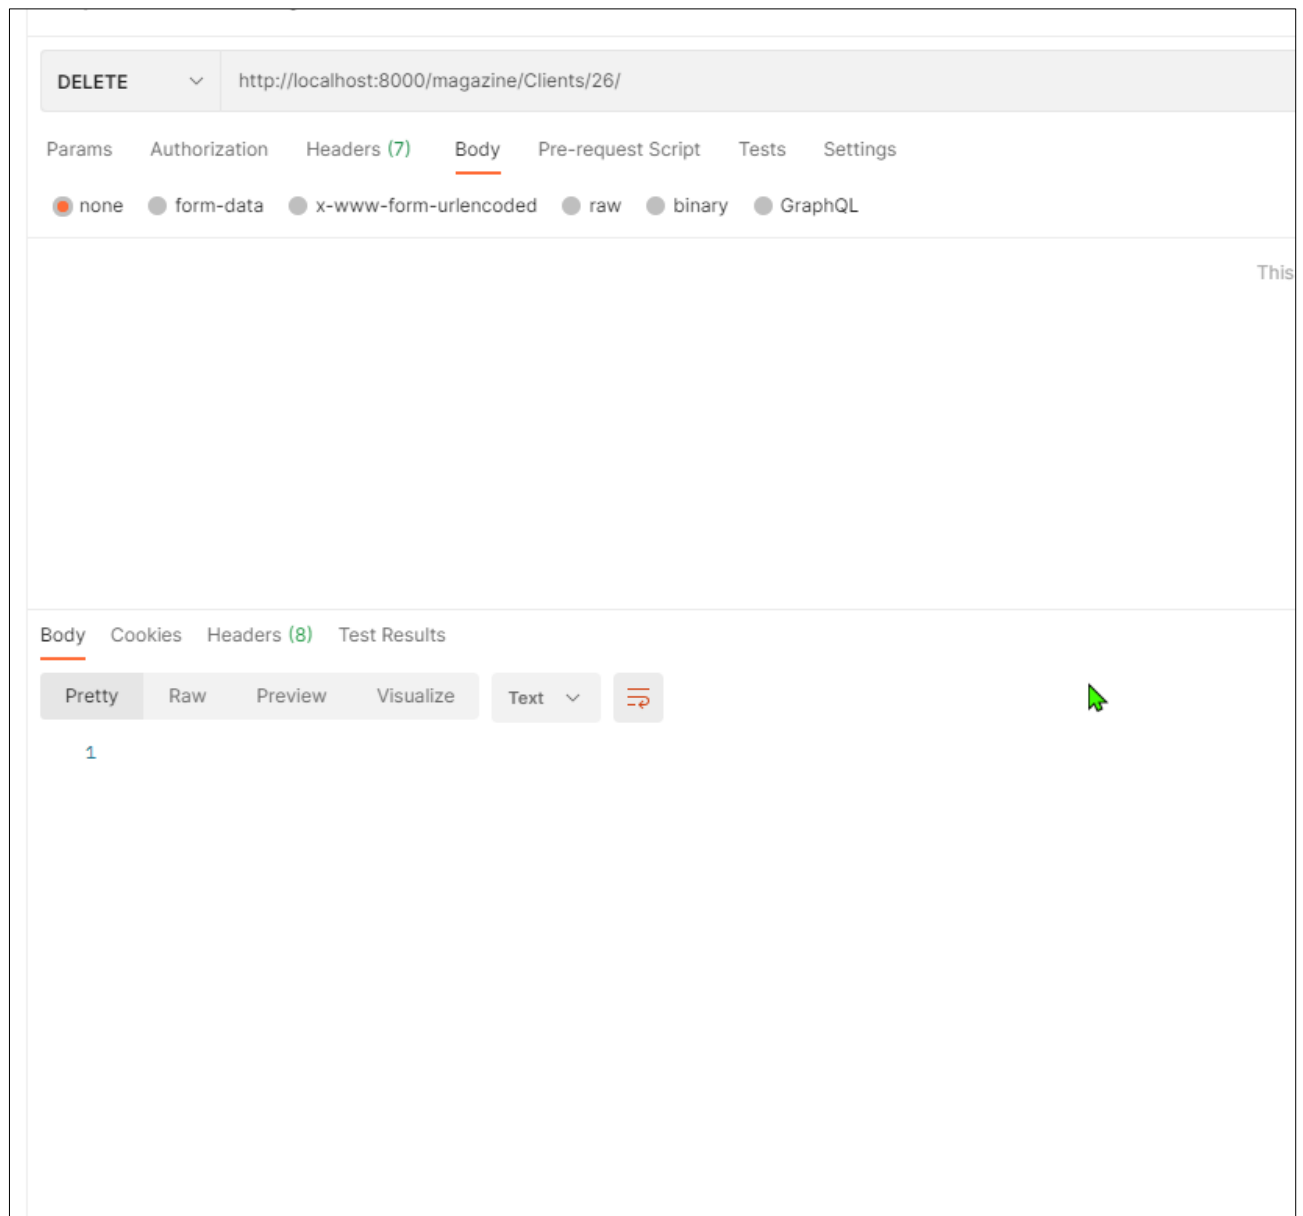 DELETE http://localhost:8000/magazine/Clients/26/
Params Authorization Headers (7) Body Pre-request Script Tests Settings
none form-data x-www-form-urlencoded raw binary GraphQL
This
Body Cookies Headers (8) Test Results
Pretty Raw Preview Visualize Text
1